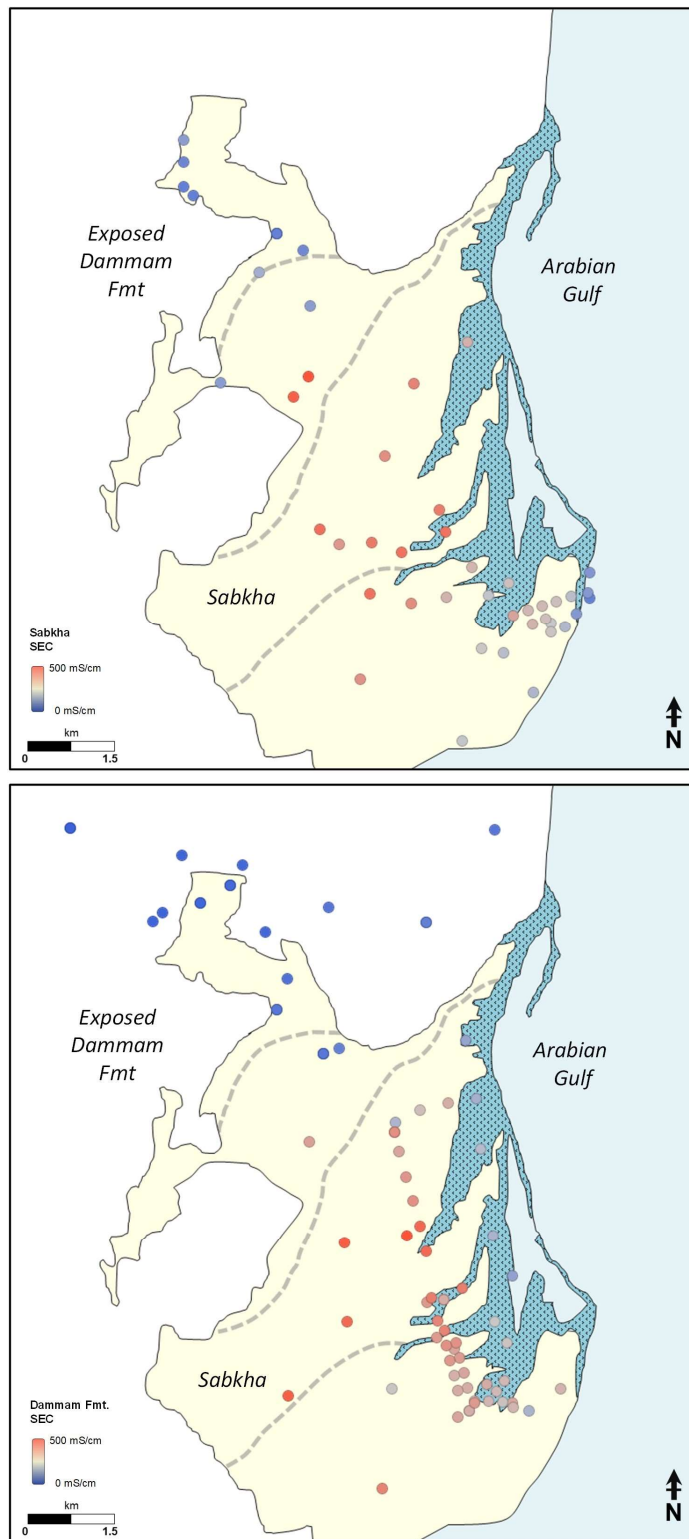 Exposed
Dammam
Fmt
Arabian
Gulf
Sabkha
Sabkha
SEC
500 mS/cm
0 mS/cm
km
0 1.5
N
Exposed
Dammam
Fmt
Arabian
Gulf
Sabkha
Dammam Fmt.
SEC
500 mS/cm
0 mS/cm
km
0 1.5
N